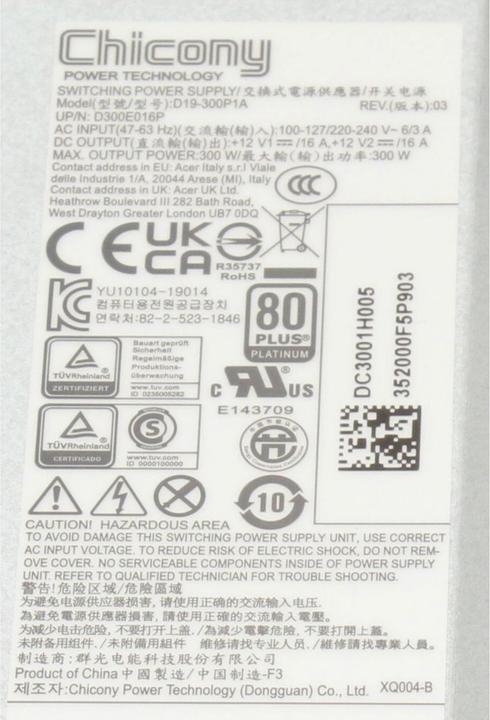 Chicony
POWER TECHNOLOGY
SWITCHING POWER SUPPLY/交換式電源供應器/开关电源
Model(型號/型号):D19-300P1A REV.(版本):03
UP/N: D300E016P
AC INPUT(47-63 Hz)(交流輸(输)入):100-127/220-240 V~ 6/3 A
DC OUTPUT(直流輸(输)出):+12 V1 ⎓/16 A,+12 V2 ⎓/16 A
MAX. OUTPUT POWER:300 W/最大輸(输)出功率:300 W
Contact address in EU: Acer Italy s.r.l Viale
delle Industrie 1/A, 20044 Arese (MI), Italy
Contact address in UK: Acer UK Ltd.
Heathrow Boulevard III 282 Bath Road,
West Drayton Greater London UB7 0DQ
CCC
CE UK CA
R35737
RoHS
YU10104-19014
컴퓨터용전원공급장치
연락처:82-2-523-1846
80
PLUS®
PLATINUM
DC3001H005
352000F5P903
TÜVRheinland
ZERTIFIZIERT
Bauart geprüft
Sicherheit
Regelmäßige
Produktions-
überwachung
www.tuv.com
ID 0236005282
c RU® US
E143709
TÜVRheinland
CERTIFICADO
S
www.tuv.com
ID 0000100000
10
CAUTION! HAZARDOUS AREA
TO AVOID DAMAGE THIS SWITCHING POWER SUPPLY UNIT, USE CORRECT
AC INPUT VOLTAGE. TO REDUCE RISK OF ELECTRIC SHOCK, DO NOT REM-
OVE COVER. NO SERVICEABLE COMPONENTS INSIDE OF POWER SUPPLY
UNIT. REFER TO QUALIFIED TECHNICIAN FOR TROUBLE SHOOTING.
警告!危险区域/危險區域
为避免电源供应器损害, 请使用正确的交流输入电压.
為避免電源供應器損害, 請使用正確的交流輸入電壓。
为减少电击危险, 不要打开上盖./為減少電擊危險, 不要打開上蓋。
未附备用组件./未附備用組件 维修请找专业人员./維修請找專業人員。
制造商: 群光电能科技股份有限公司
Product of China 中國製造/中国制造-F3
제조자:Chicony Power Technology (Dongguan) Co., Ltd. XQ004-B